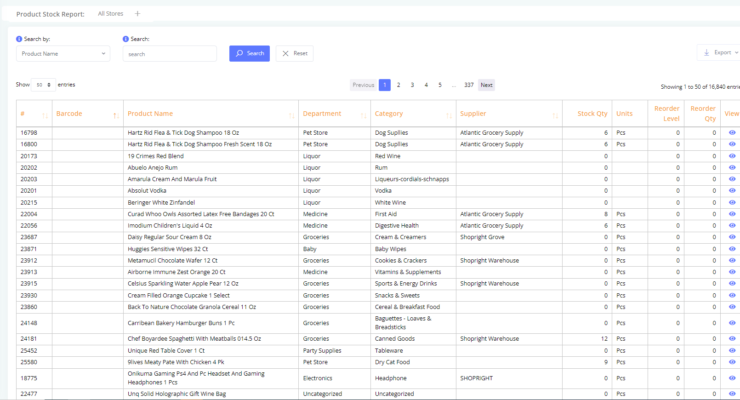 Product Stock Report: All Stores +
Search by: Search:
Product Name search Search Reset Export
Show 50 entries Previous 1 2 3 4 5 .. 337 Next Showing 1 to 50 of 16,840 entrie
# Barcode Product Name Department Category Supplier Stock Qty Units Reorder Level Reorder Qty View
16798 Hartz Rid Flea & Tick Dog Shampoo 18 Oz Pet Store Dog Supllies Atlantic Grocery Supply 6 Pcs 0 0
16800 Hartz Rid Flea & Tick Dog Shampoo Fresh Scent 18 Oz Pet Store Dog Supllies Atlantic Grocery Supply 6 Pcs 0 0
20173 19 Crimes Red Blend Liquor Red Wine 0 0 0
20202 Abuelo Anejo Rum Liquor Rum 0 0 0
20203 Amarula Cream And Marula Fruit Liquor Liqueurs-cordials-schnapps 0 0 0
20201 Absolut Vodka Liquor Vodka 0 0 0
20215 Beringer White Zinfandel Liquor White Wine 0 0 0
22004 Curad Whoo Owls Assorted Latex Free Bandages 20 Ct Medicine First Aid Atlantic Grocery Supply 8 Pcs 0 0
22056 Imodium Children's Liquid 4 Oz Medicine Digestive Health Atlantic Grocery Supply 6 Pcs 0 0
23687 Daisy Regular Sour Cream 8 Oz Groceries Cream & Creamers Shopright Grove 0 Pcs 0 0
23871 Huggies Sensitive Wipes 32 Ct Baby Baby Wipes 0 Pcs 0 0
23912 Metamucil Chocolate Wafer 12 Ct Groceries Cookies & Crackers Shopright Warehouse 0 Pcs 0 0
23913 Airborne Immune Zest Orange 20 Ct Medicine Vitamins & Supplements 0 Pcs 0 0
23915 Celsius Sparkling Water Apple Pear 12 Oz Groceries Sports & Energy Drinks Shopright Warehouse 0 Pcs 0 0
23930 Cream Filled Orange Cupcake 1 Select Groceries Snacks & Sweets 0 Pcs 0 0
23860 Back To Nature Chocolate Granola Cereal 11 Oz Groceries Cereal & Breakfast Food 0 Pcs 0 0
24148 Carribean Bakery Hamburger Buns 1 Pc Groceries Baguettes - Loaves & Breadsticks 0 Pcs 0 0
24181 Chef Boyardee Spaghetti With Meatballs 014.5 Oz Groceries Canned Goods Shopright Warehouse 12 Pcs 0 0
25452 Unique Red Table Cover 1 Ct Party Supplies Tableware 0 Pcs 0 0
25580 9lives Meaty Pate With Chicken 4 Pk Pet Store Dry Cat Food 9 Pcs 0 0
18775 Onikuma Gaming Ps4 And Pc Headset And Gaming Headphones 1 Pcs Electronics Headphone SHOPRIGHT 0 Pcs 0 0
22477 Unq Solid Holographic Gift Wine Bag Uncategorized Uncategorized 0 Pcs 0 0